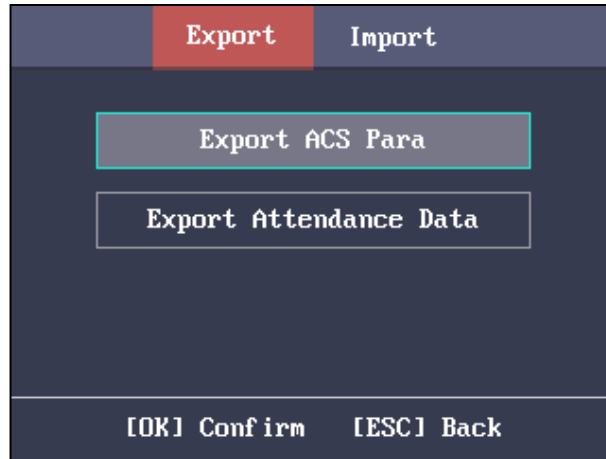 Export Import
Export ACS Para
Export Attendance Data
[OK] Confirm [ESC] Back